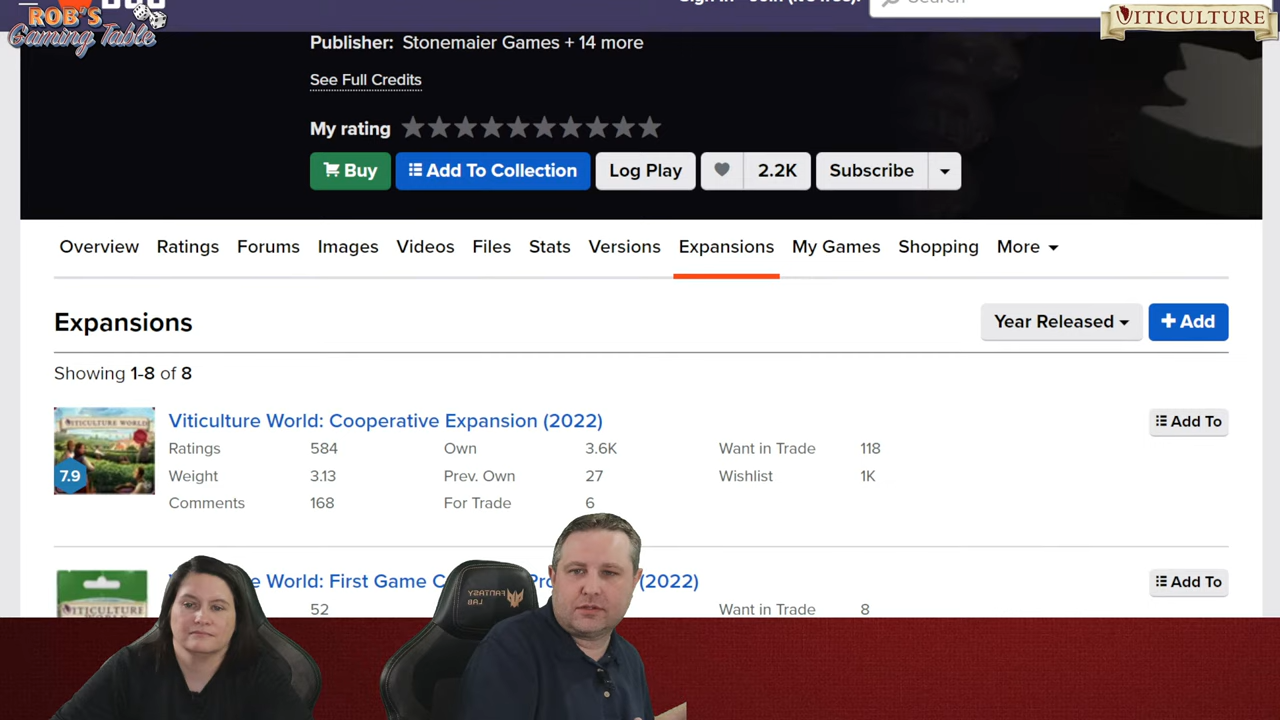 ROB'S
Gaming Table
VITICULTURE
Publisher: Stonemaier Games + 14 more
See Full Credits
My rating
Buy
Add To Collection
Log Play
2.2K
Subscribe
Overview Ratings Forums Images Videos Files Stats Versions Expansions My Games Shopping More
Expansions
Year Released
+ Add
Showing 1-8 of 8
VITICULTURE WORLD
7.9
Viticulture World: Cooperative Expansion (2022)
Add To
Ratings 584 Own 3.6K Want in Trade 118
Weight 3.13 Prev. Own 27 Wishlist 1K
Comments 168 For Trade 6
VITICULTURE
WORLD
e World: First Game (2022)
Add To
52 Want in Trade 8
FANTASY
LAB